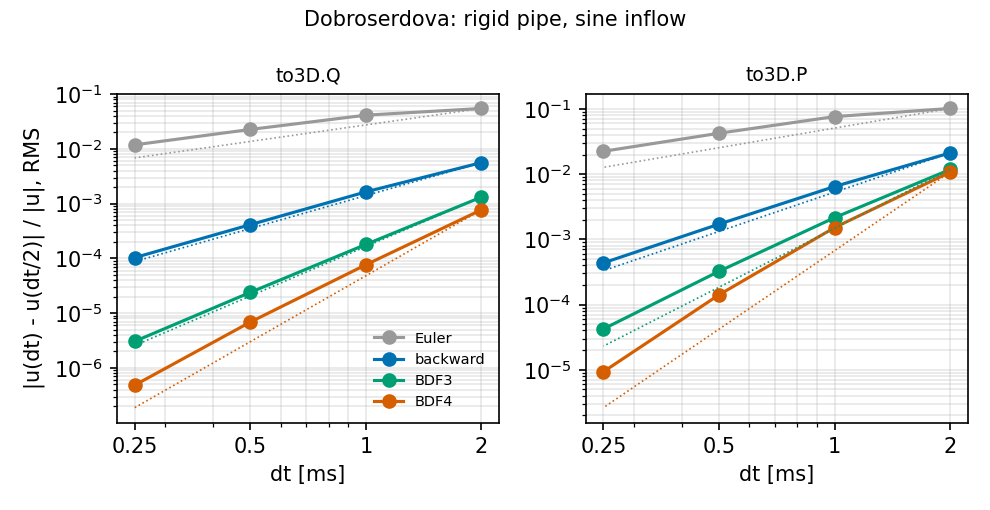 Dobroserdova: rigid pipe, sine inflow
to3D.Q
|u(dt) - u(dt/2)| / |u|, RMS
10⁻¹
10⁻²
10⁻³
10⁻⁴
10⁻⁵
10⁻⁶
Euler
backward
BDF3
BDF4
0.25 0.5 1 2
dt [ms]
to3D.P
10⁻¹
10⁻²
10⁻³
10⁻⁴
10⁻⁵
0.25 0.5 1 2
dt [ms]